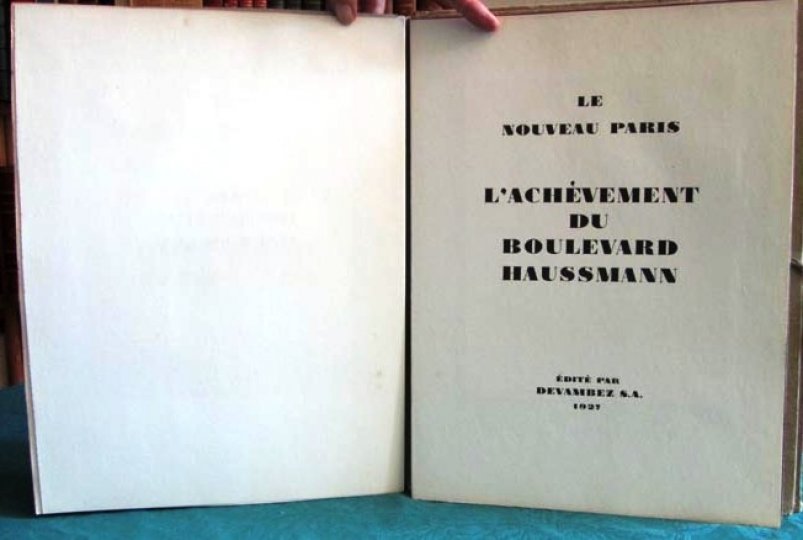 LE
NOUVEAU PARIS
L'ACHÈVEMENT
DU
BOULEVARD
HAUSSMANN
ÉDITÉ PAR
DEVAMBEZ S.A.
1927